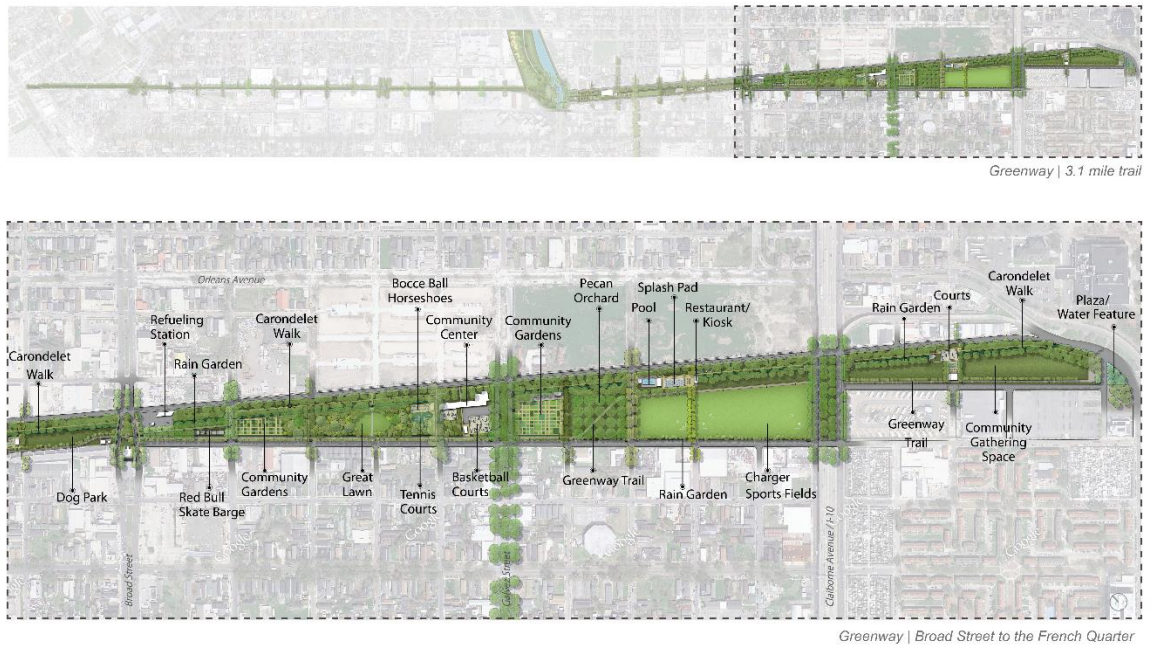 Greenway | 3.1 mile trail
Orleans Avenue
Bocce Ball
Horseshoes
Pecan
Orchard
Splash Pad
Pool
Restaurant/
Kiosk
Carondelet
Walk
Rain Garden
Courts
Plaza/
Water Feature
Refueling
Station
Carondelet
Walk
Community
Center
Community
Gardens
Carondelet
Walk
Rain Garden
Dog Park
Red Bull
Skate Barge
Community
Gardens
Great
Lawn
Tennis
Courts
Basketball
Courts
Greenway Trail
Rain Garden
Charger
Sports Fields
Greenway
Trail
Community
Gathering
Space
Broad Street
Galvez Street
Claiborne Avenue / I-10
Greenway | Broad Street to the French Quarter